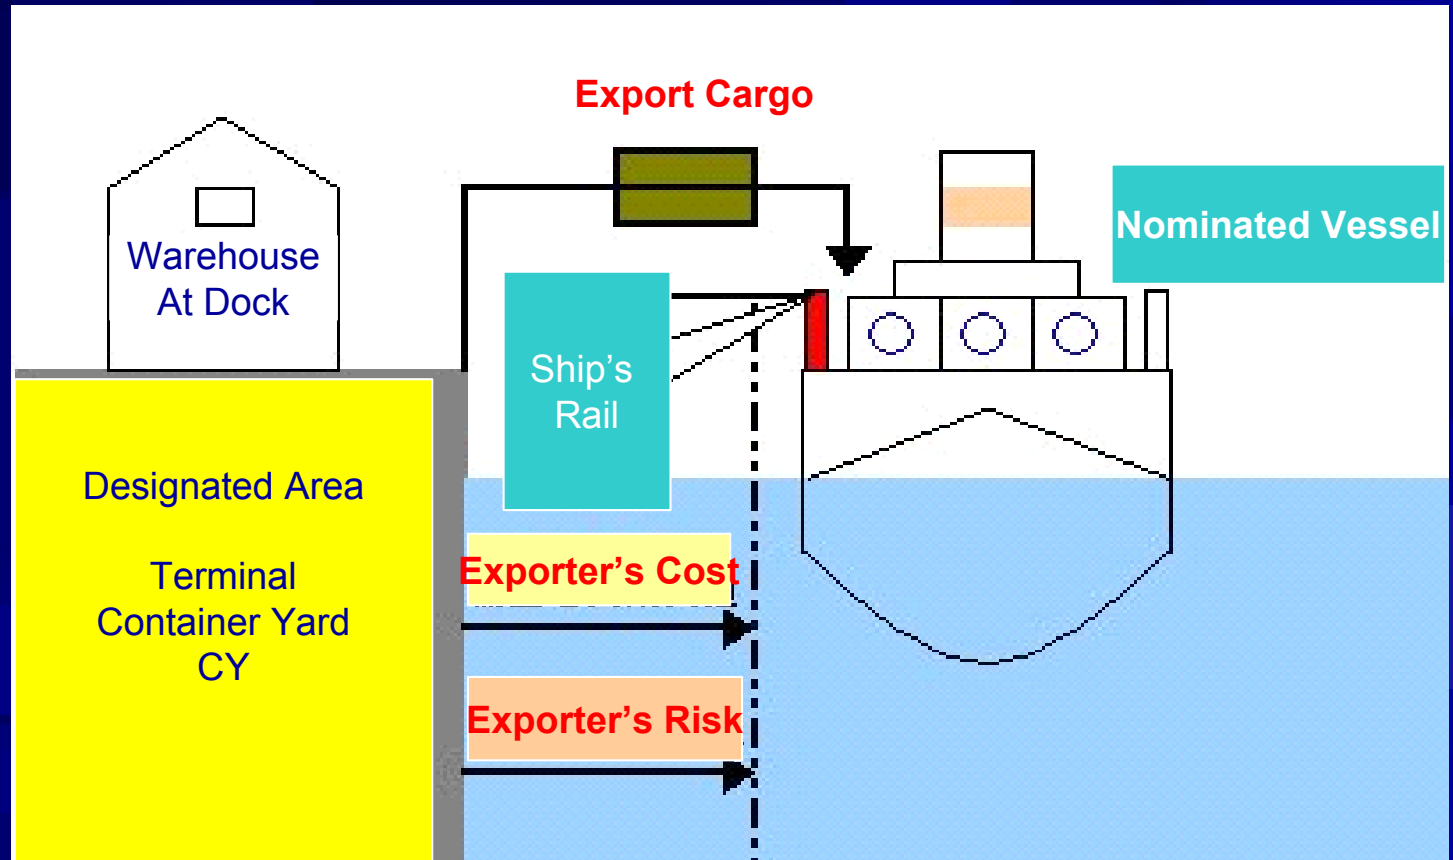 Export Cargo
Warehouse
At Dock
Nominated Vessel
Ship's
Rail
Designated Area
Terminal
Container Yard
CY
Exporter’s Cost
Exporter’s Risk